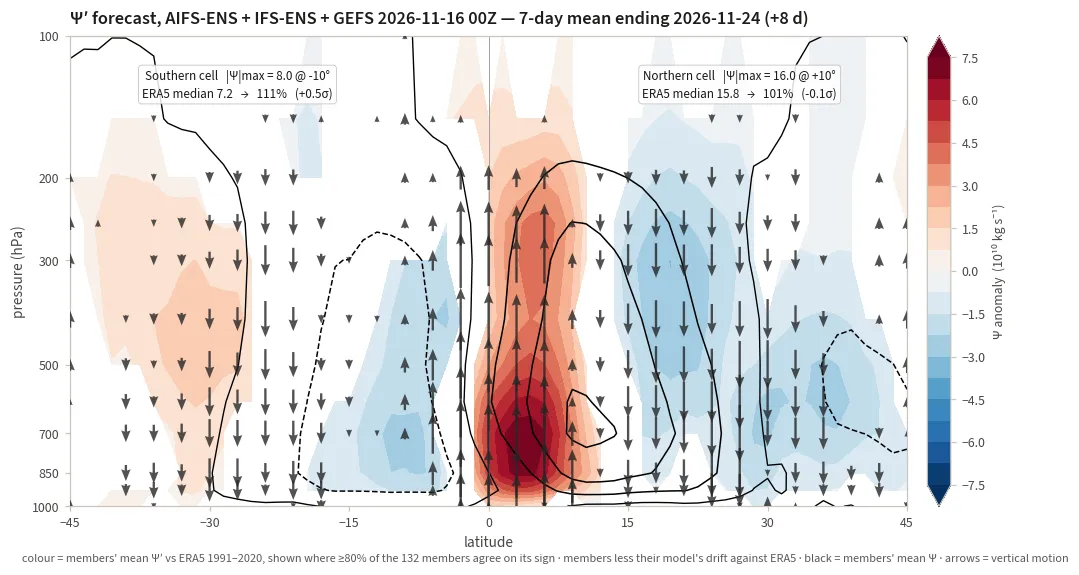 Ψ′ forecast, AIFS-ENS + IFS-ENS + GEFS 2026-11-16 00Z — 7-day mean ending 2026-11-24 (+8 d)
Southern cell |Ψ|max = 8.0 @ -10°
ERA5 median 7.2 → 111% (+0.5σ)
Northern cell |Ψ|max = 16.0 @ +10°
ERA5 median 15.8 → 101% (-0.1σ)
pressure (hPa)
100
200
300
400
500
700
850
1000
−45
−30
−15
0
15
30
45
latitude
7.5
6.0
4.5
3.0
1.5
0.0
−1.5
−3.0
−4.5
−6.0
−7.5
Ψ anomaly (10¹⁰ kg s⁻¹)
colour = members' mean Ψ′ vs ERA5 1991–2020, shown where ≥80% of the 132 members agree on its sign · members less their model's drift against ERA5 · black = members' mean Ψ · arrows = vertical motion